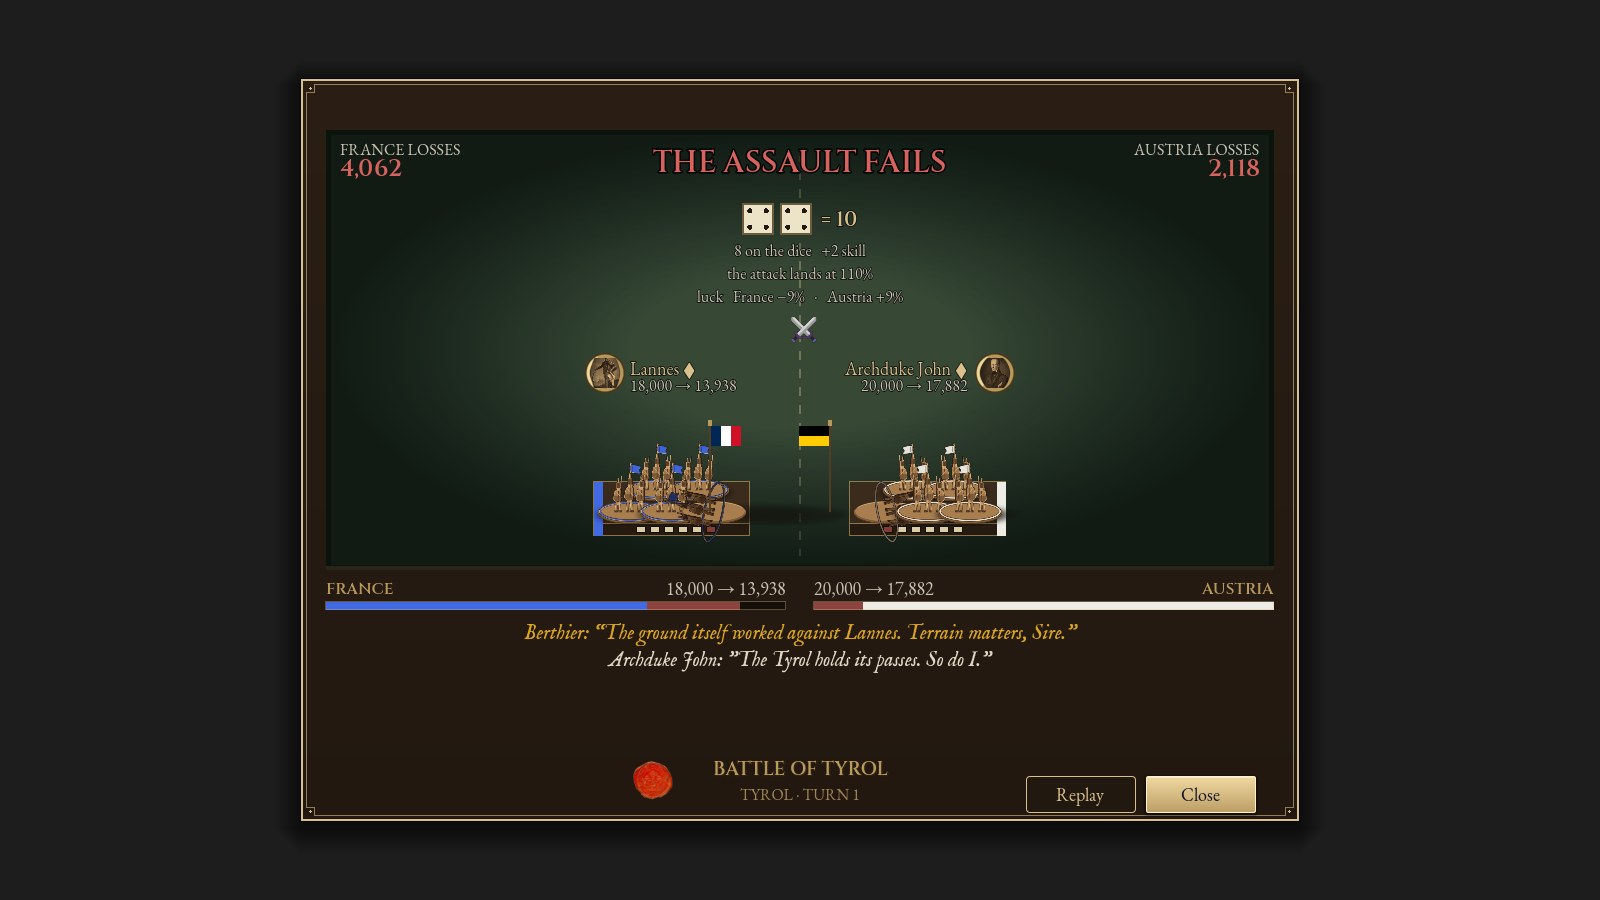 FRANCE LOSSES
4,062
THE ASSAULT FAILS
AUSTRIA LOSSES
2,118
= 10
8 on the dice +2 skill
the attack lands at 110%
luck France −9% · Austria +9%
Lannes
18,000 → 13,938
Archduke John
20,000 → 17,882
FRANCE
18,000 → 13,938
20,000 → 17,882
AUSTRIA
Berthier: “The ground itself worked against Lannes. Terrain matters, Sire.”
Archduke John: ”The Tyrol holds its passes. So do I.”
BATTLE OF TYROL
TYROL · TURN 1
Replay
Close